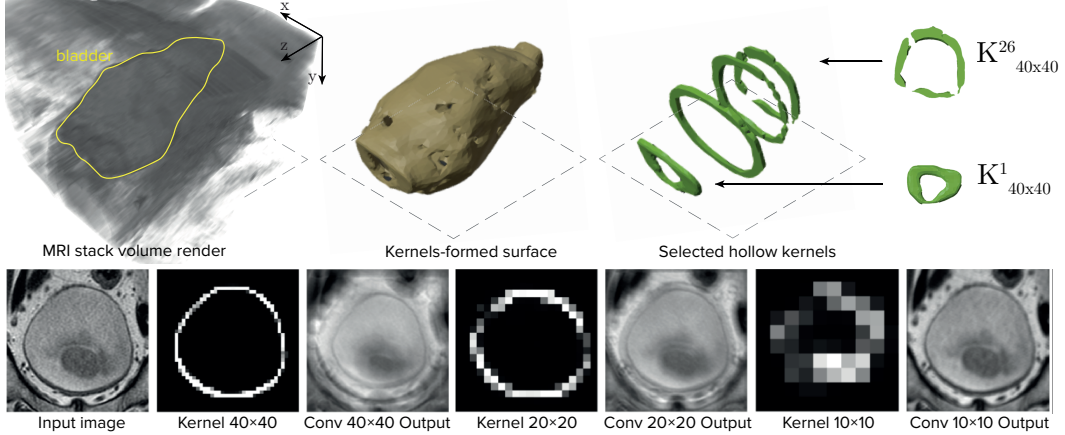 x
bladder
z
y
K²⁶ 40x40
K¹ 40x40
MRI stack volume render
Kernels-formed surface
Selected hollow kernels
Input image
Kernel 40×40
Conv 40×40 Output
Kernel 20×20
Conv 20×20 Output
Kernel 10×10
Conv 10×10 Output